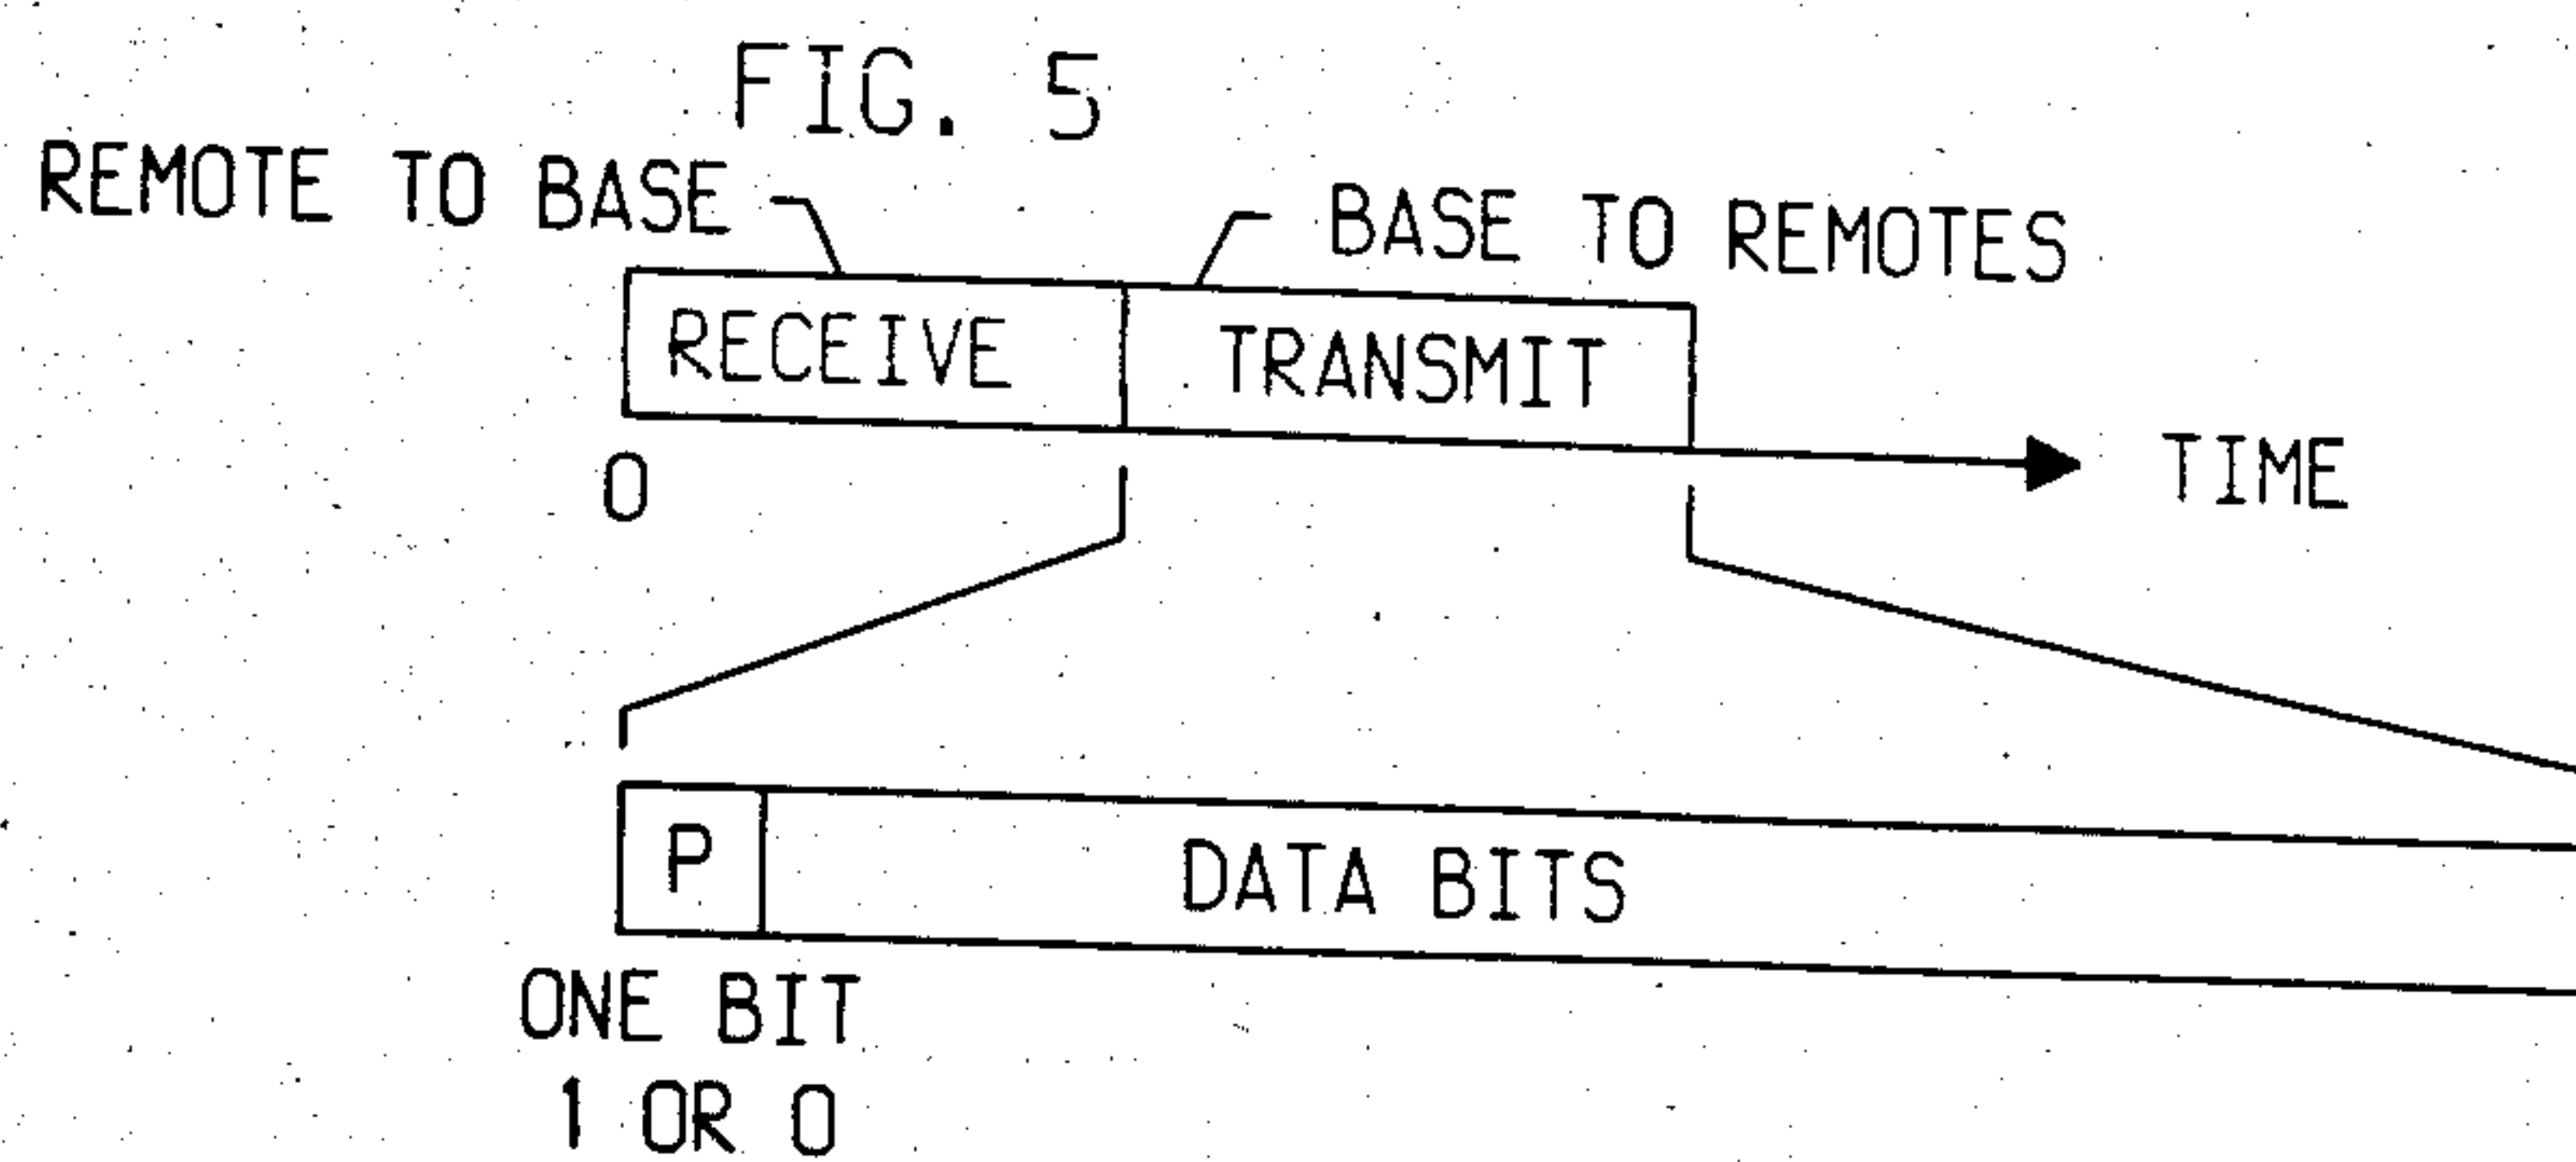 FIG. 5
REMOTE TO BASE
BASE TO REMOTES
RECEIVE
TRANSMIT
0
TIME
P
DATA BITS
ONE BIT
1 OR 0